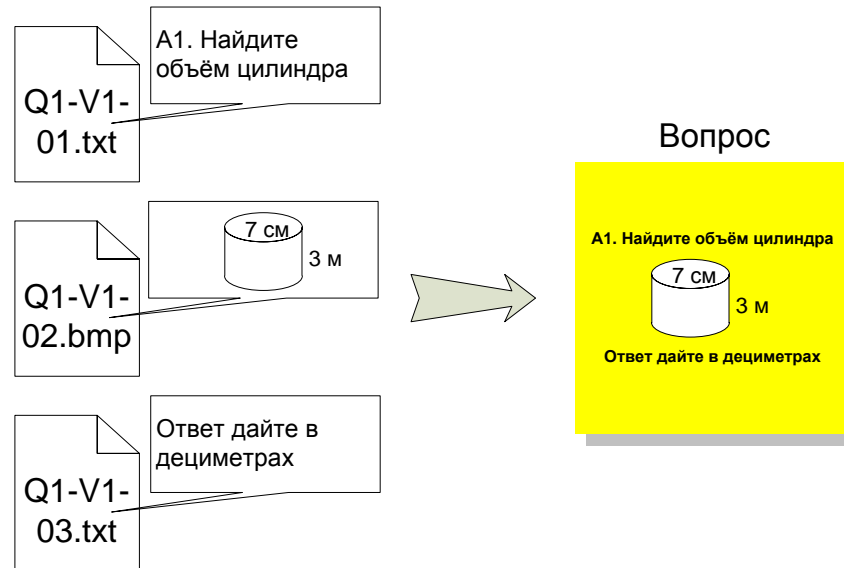 Q1-V1-
01.txt
А1. Найдите
объём цилиндра
Q1-V1-
02.bmp
7 см
3 м
Q1-V1-
03.txt
Ответ дайте в
дециметрах
Вопрос
А1. Найдите объём цилиндра
7 см
3 м
Ответ дайте в дециметрах